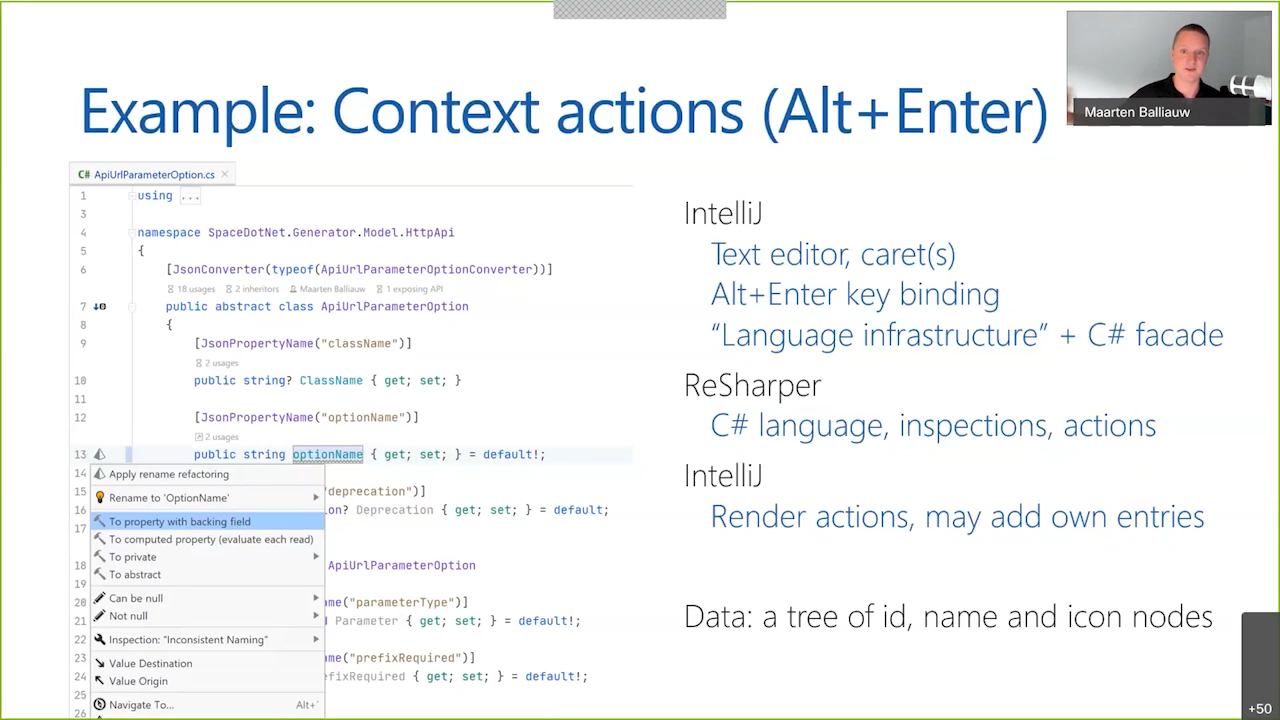 Example: Context actions (Alt+Enter)
Maarten Balliauw
C# ApiUrlParameterOption.cs
1 using ...
3
4 namespace SpaceDotNet.Generator.Model.HttpApi
5 {
6 [JsonConverter(typeof(ApiUrlParameterOptionConverter))]
18 usages 2 inheritors Maarten Balliauw 1 exposing API
7 public abstract class ApiUrlParameterOption
8 {
9 [JsonPropertyName("className")]
2 usages
10 public string? ClassName { get; set; }
11
12 [JsonPropertyName("optionName")]
2 usages
13 public string optionName { get; set; } = default!;
14
Apply rename refactoring
15 "deprecation")]
Rename to 'OptionName'
16 on? Deprecation { get; set; } = default;
To property with backing field
17
To computed property (evaluate each read)
To private
18 ApiUrlParameterOption
To abstract
19
Can be null
20 me("parameterType")]
Not null
21 d Parameter { get; set; } = default!;
22
Inspection: "Inconsistent Naming"
23 me("prefixRequired")]
Value Destination
24 efixRequired { get; set; } = default!;
Value Origin
25
Navigate To... Alt+`
26
IntelliJ
Text editor, caret(s)
Alt+Enter key binding
“Language infrastructure” + C# facade
ReSharper
C# language, inspections, actions
IntelliJ
Render actions, may add own entries
Data: a tree of id, name and icon nodes
+50